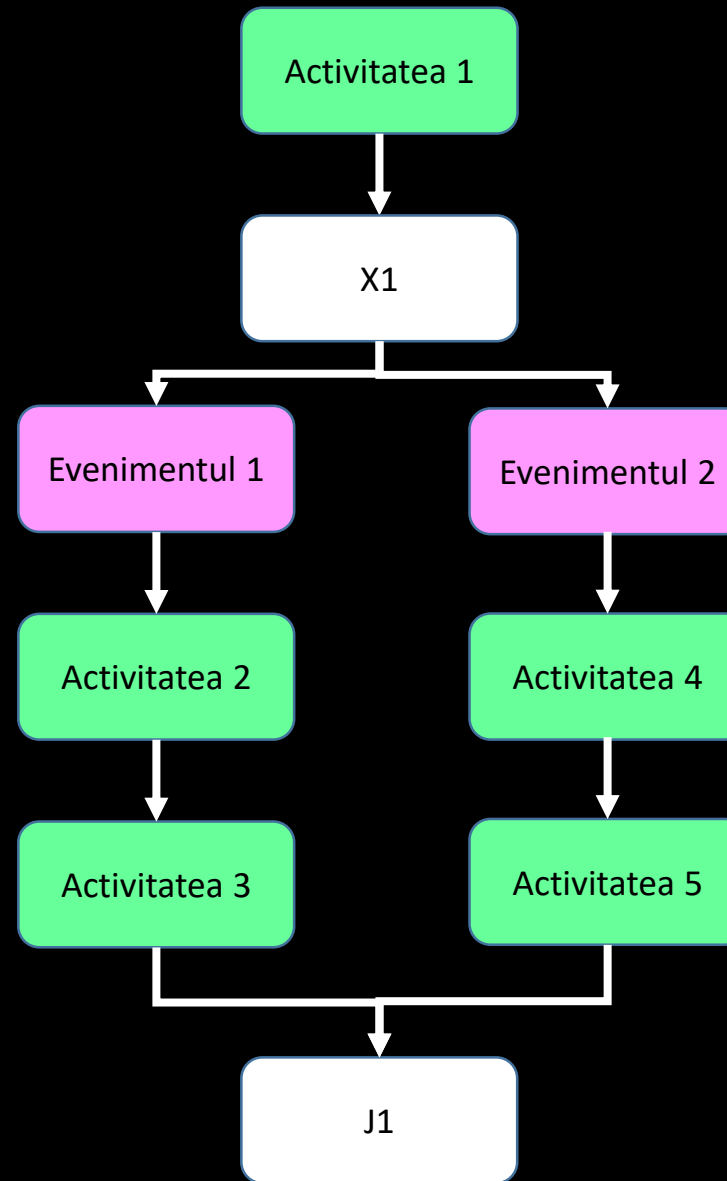 Activitatea 1
X1
Evenimentul 1
Evenimentul 2
Activitatea 2
Activitatea 4
Activitatea 3
Activitatea 5
J1